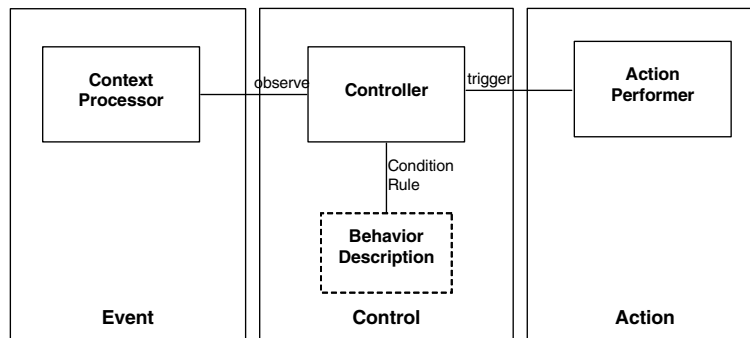 Context
Processor
observe
Controller
trigger
Action
Performer
Condition
Rule
Behavior
Description
Event
Control
Action